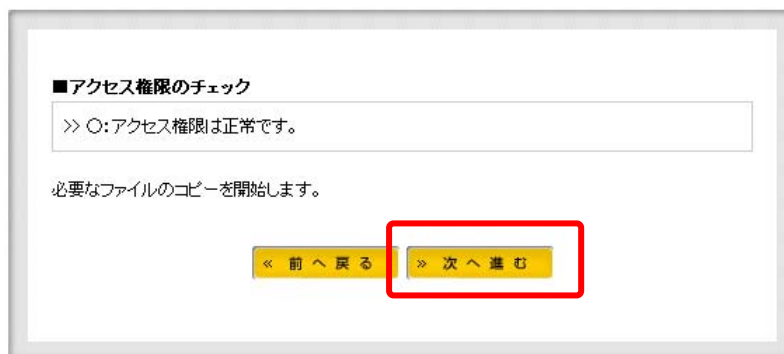 ■アクセス権限のチェック
>> ○:アクセス権限は正常です。
必要なファイルのコピーを開始します。
« 前へ戻る
» 次へ進む